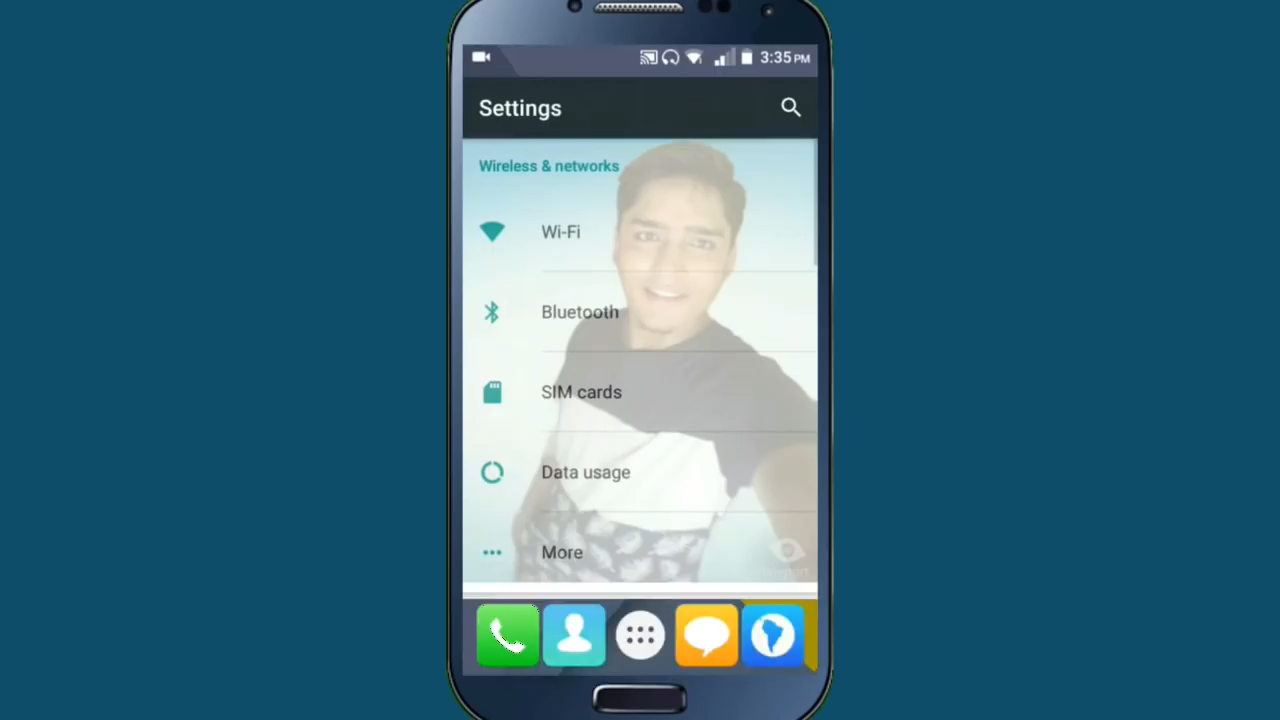 3:35 PM
Settings
Wireless & networks
Wi-Fi
Bluetooth
SIM cards
Data usage
More